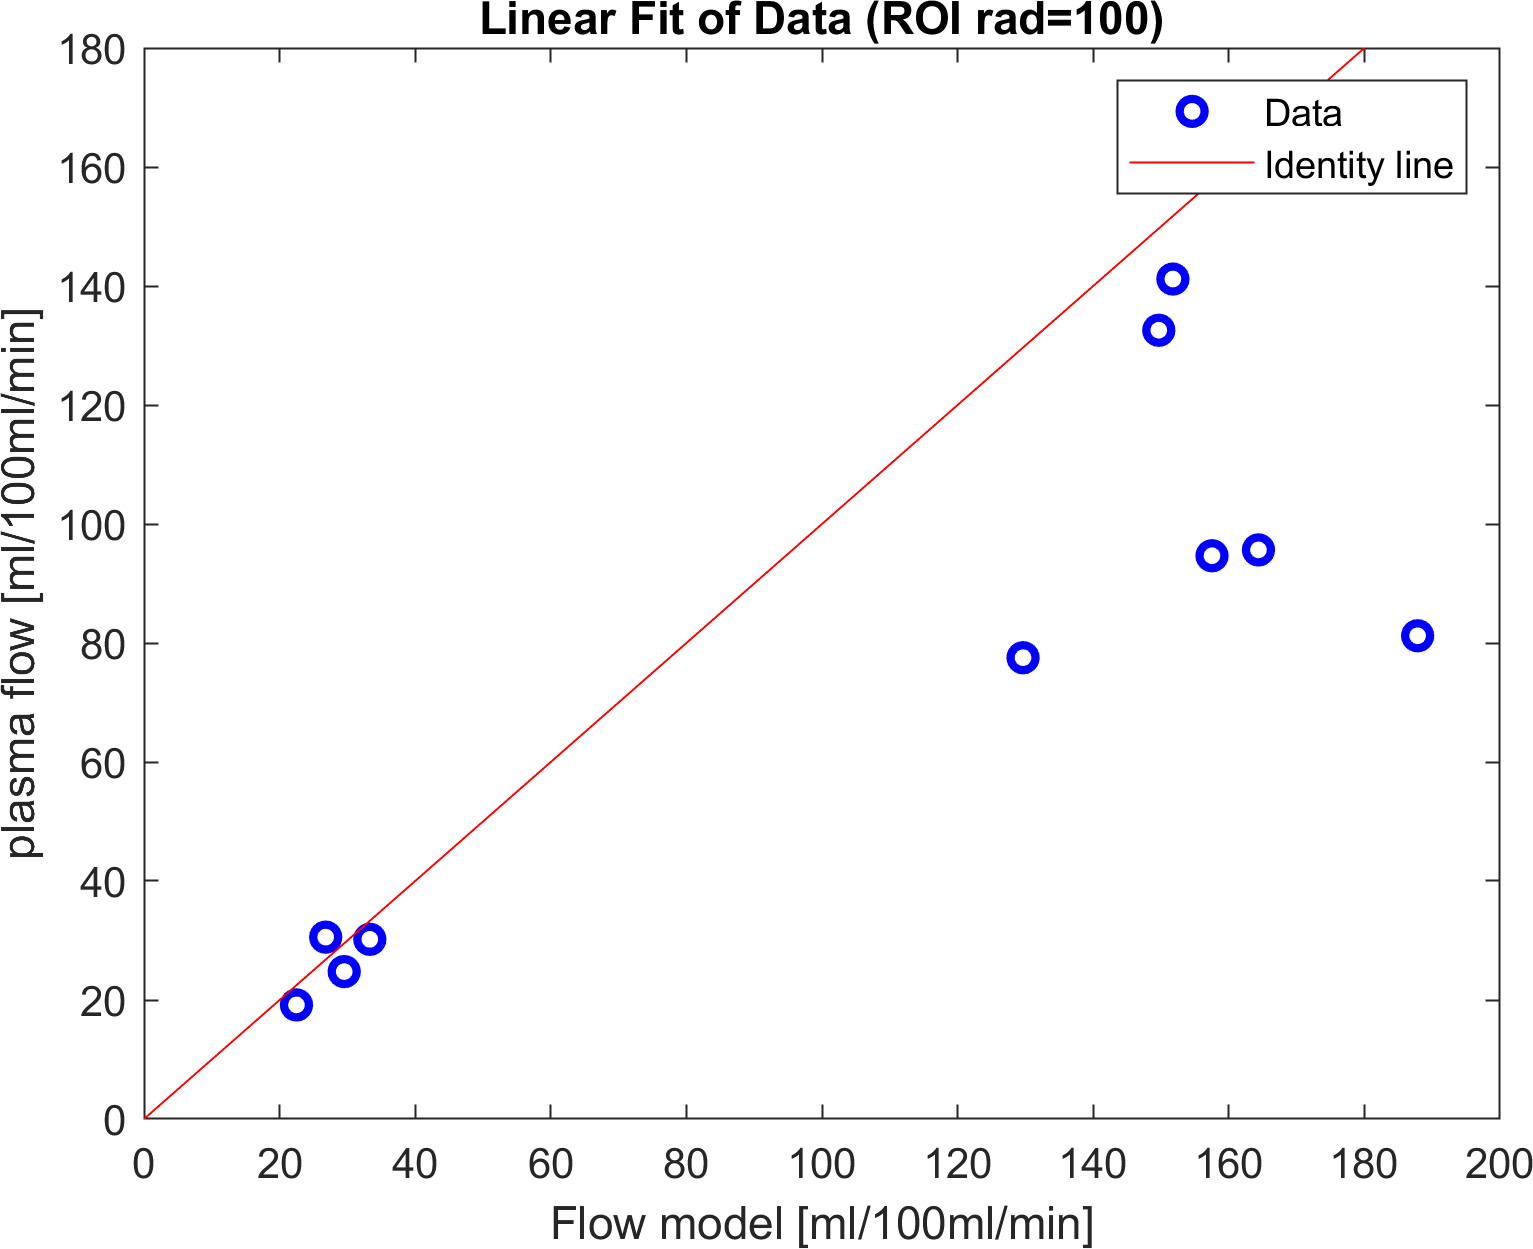 Linear Fit of Data (ROI rad=100)
180
160
140
120
100
80
60
40
20
0
plasma flow [ml/100ml/min]
Data
Identity line
0 20 40 60 80 100 120 140 160 180 200
Flow model [ml/100ml/min]